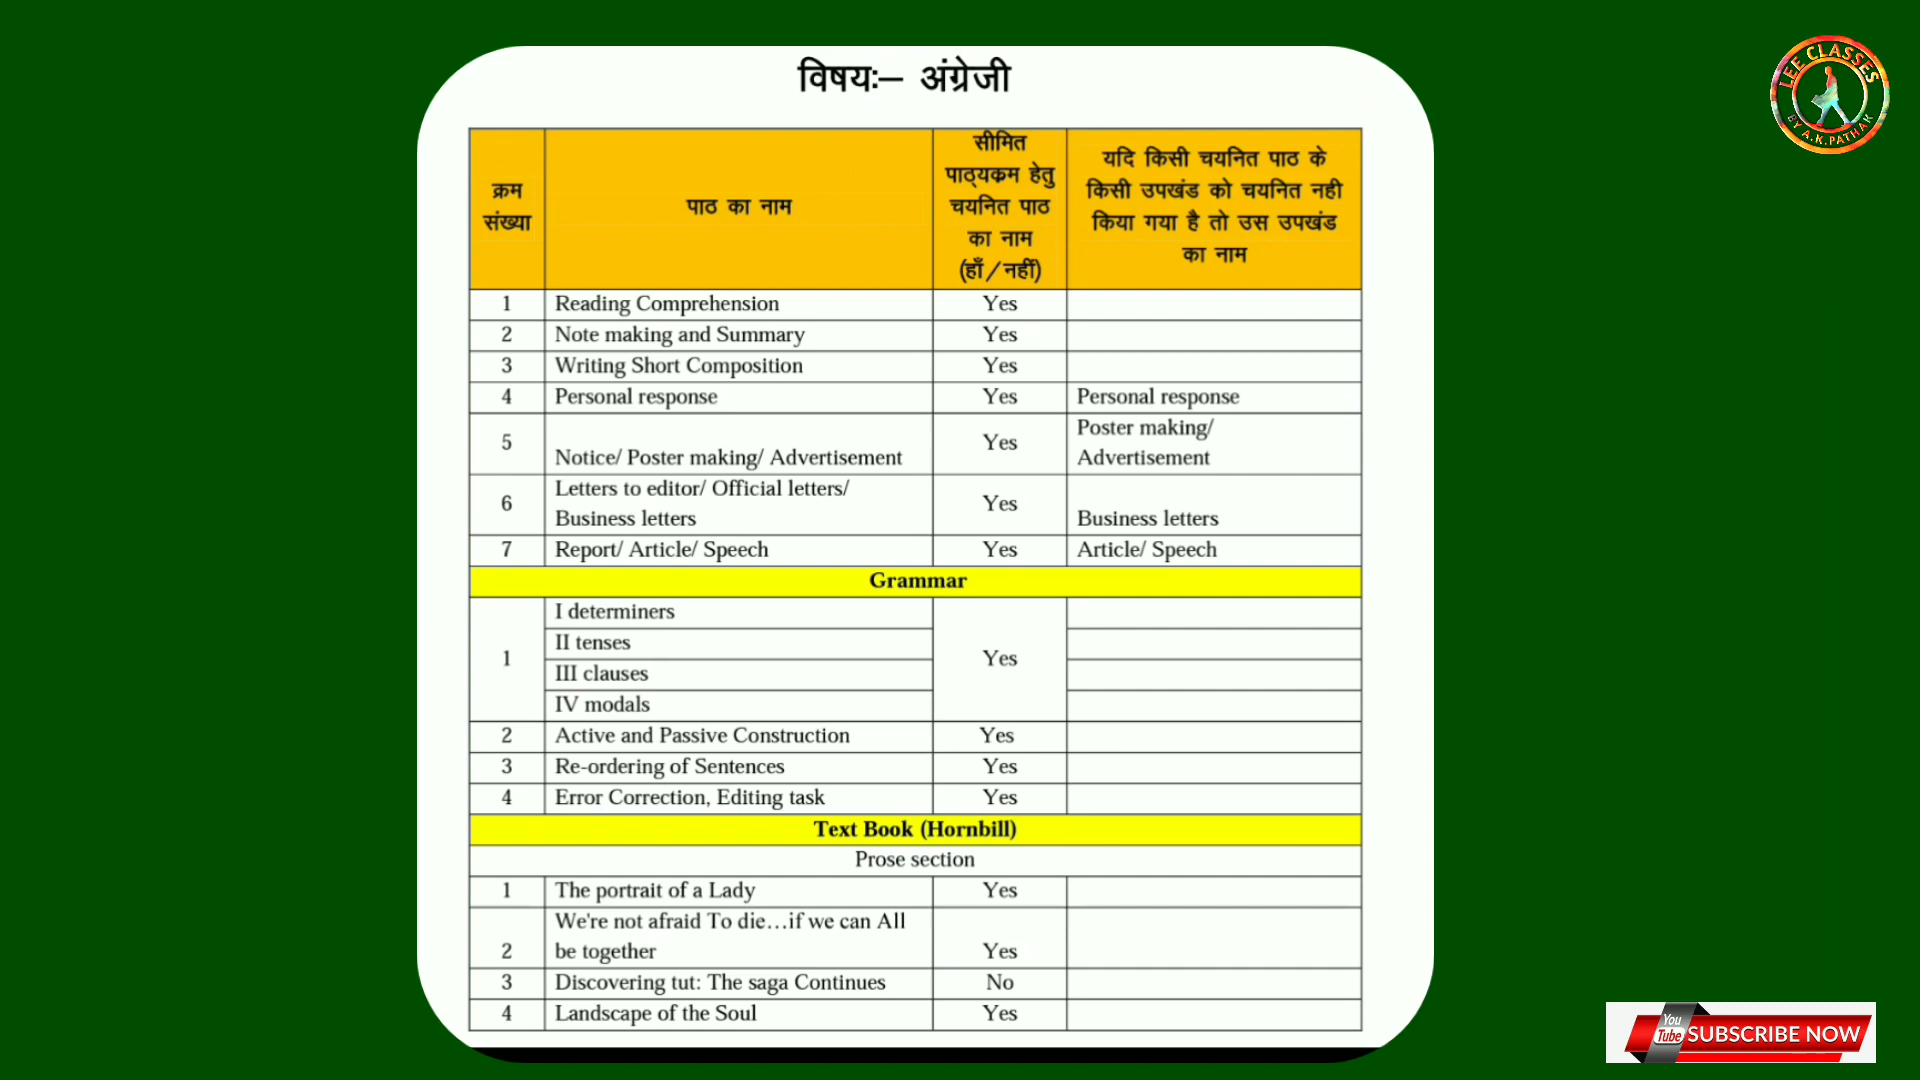 विषयः– अंग्रेजी
LEE CLASSES
BY A.K.PATHAK
क्रम
संख्या
पाठ का नाम
सीमित
पाठ्यक्रम हेतु
चयनित पाठ
का नाम
(हाँ/नहीं)
यदि किसी चयनित पाठ के
किसी उपखंड को चयनित नही
किया गया है तो उस उपखंड
का नाम
1 Reading Comprehension Yes
2 Note making and Summary Yes
3 Writing Short Composition Yes
4 Personal response Yes Personal response
5 Notice/ Poster making/ Advertisement Yes Poster making/
Advertisement
6 Letters to editor/ Official letters/
Business letters Yes Business letters
7 Report/ Article/ Speech Yes Article/ Speech
Grammar
1 I determiners Yes
II tenses
III clauses
IV modals
2 Active and Passive Construction Yes
3 Re-ordering of Sentences Yes
4 Error Correction, Editing task Yes
Text Book (Hornbill)
Prose section
1 The portrait of a Lady Yes
We're not afraid To die...if we can All
2 be together Yes
3 Discovering tut: The saga Continues No
4 Landscape of the Soul Yes
You
Tube SUBSCRIBE NOW